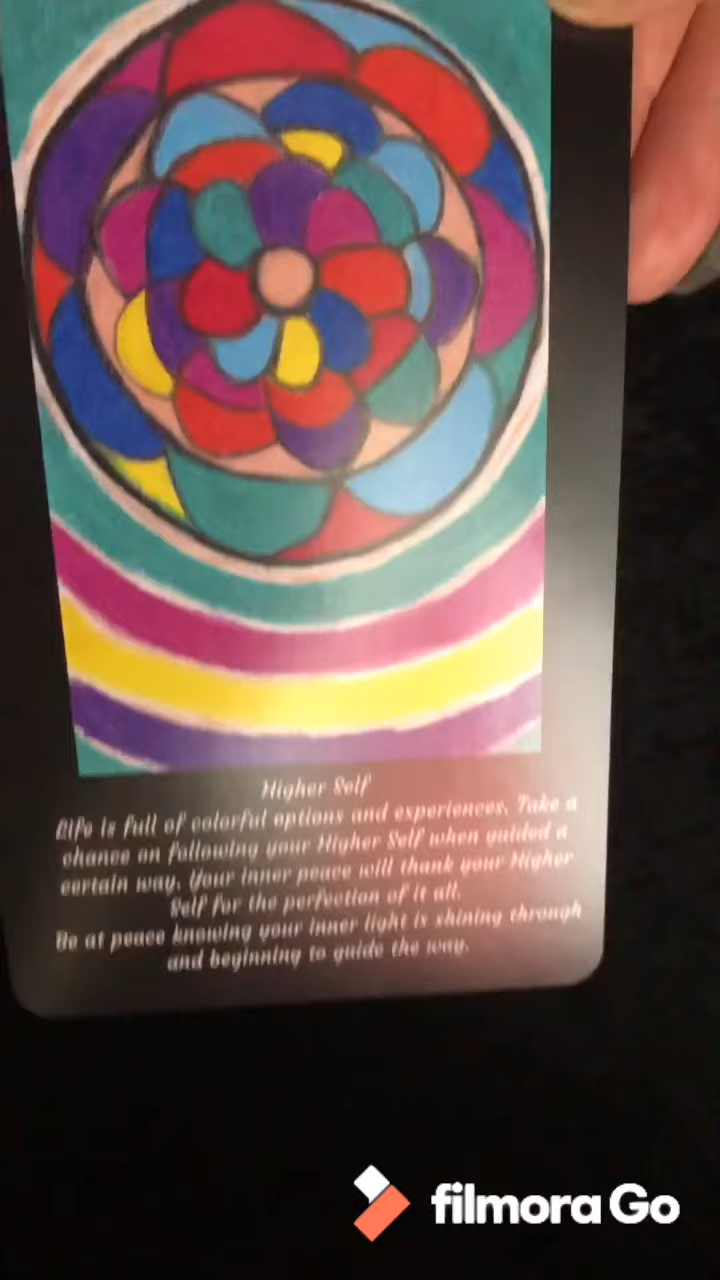 Higher Self
Life is full of colorful options and experiences. Take a
chance on following your Higher Self when guided a
certain way. Your inner peace will thank your Higher
Self for the perfection of it all.
Be at peace knowing your inner light is shining through
and beginning to guide the way.
filmora Go